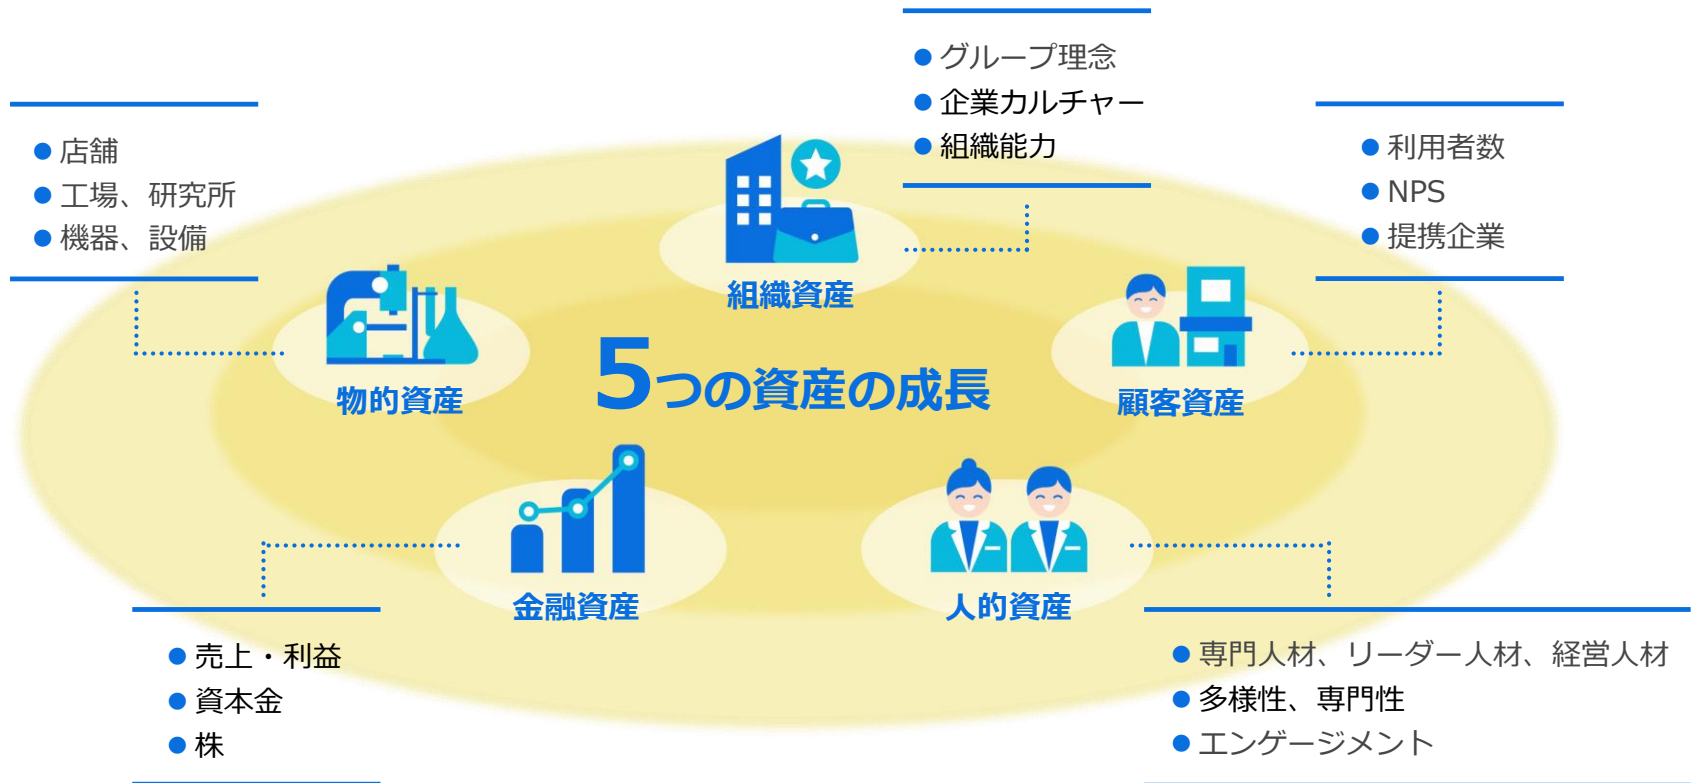 ● グループ理念
● 企業カルチャー
● 組織能力
● 店舗
● 工場、研究所
● 機器、設備
● 利用者数
● NPS
● 提携企業
組織資産
物的資産
5つの資産の成長
顧客資産
金融資産
人的資産
● 売上・利益
● 資本金
● 株
● 専門人材、リーダー人材、経営人材
● 多様性、専門性
● エンゲージメント